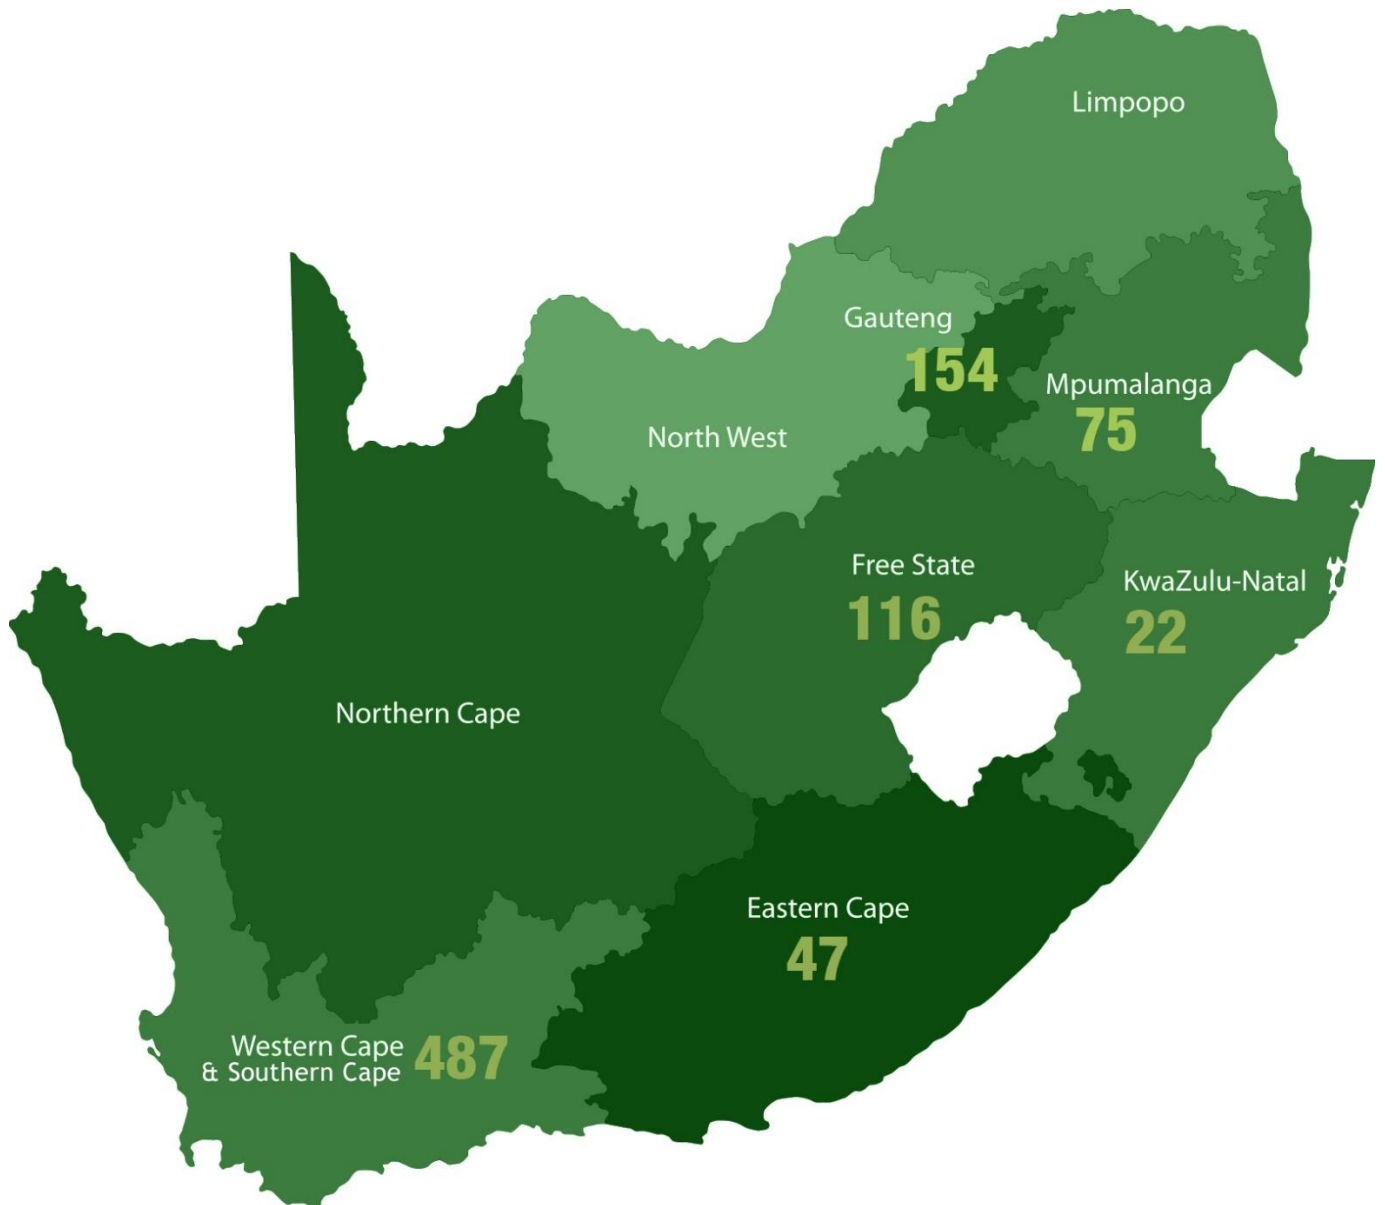 Limpopo
Gauteng
154
Mpumalanga
75
North West
Free State
116
KwaZulu-Natal
22
Northern Cape
Eastern Cape
47
Western Cape
& Southern Cape
487